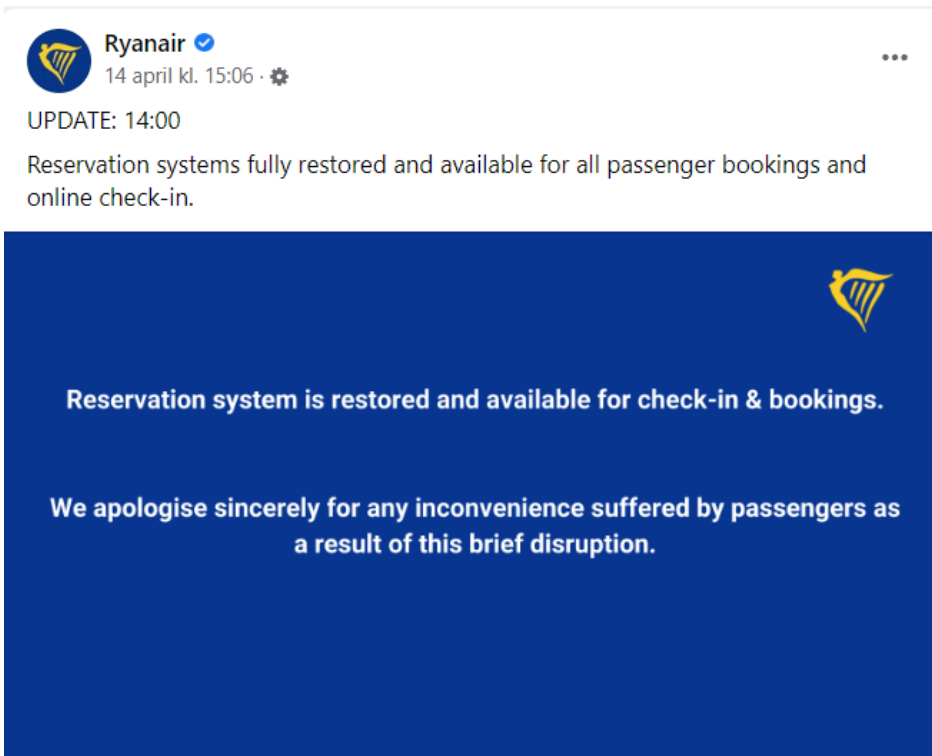 Ryanair
14 april kl. 15:06 ·
UPDATE: 14:00
Reservation systems fully restored and available for all passenger bookings and
online check-in.
Reservation system is restored and available for check-in & bookings.
We apologise sincerely for any inconvenience suffered by passengers as
a result of this brief disruption.